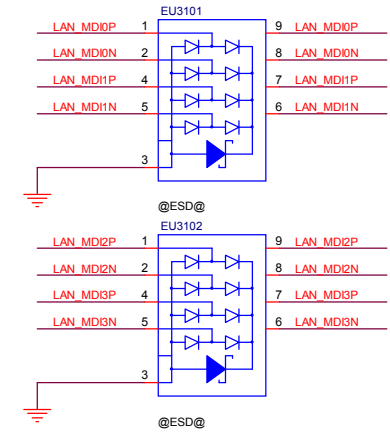 EU3101
LAN_MDI0P 1 9 LAN_MDI0P
LAN_MDI0N 2 8 LAN_MDI0N
LAN_MDI1P 4 7 LAN_MDI1P
LAN_MDI1N 5 6 LAN_MDI1N
3
@ESD@
EU3102
LAN_MDI2P 1 9 LAN_MDI2P
LAN_MDI2N 2 8 LAN_MDI2N
LAN_MDI3P 4 7 LAN_MDI3P
LAN_MDI3N 5 6 LAN_MDI3N
3
@ESD@